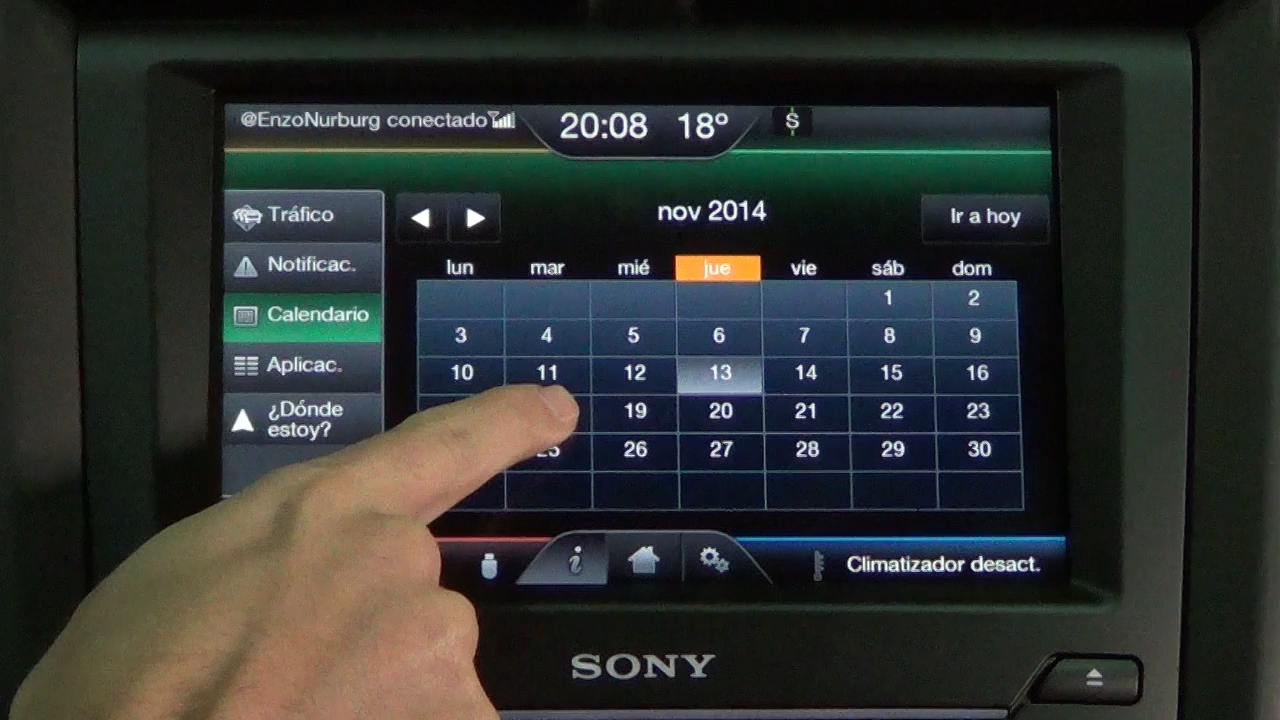 @EnzoNurburg conectado
20:08 18° S
Tráfico
Notificac.
Calendario
Aplicac.
¿Dónde
estoy?
nov 2014
Ir a hoy
lun mar mié jue vie sáb dom
1 2
3 4 5 6 7 8 9
10 11 12 13 14 15 16
19 20 21 22 23
25 26 27 28 29 30
i
Climatizador desact.
SONY